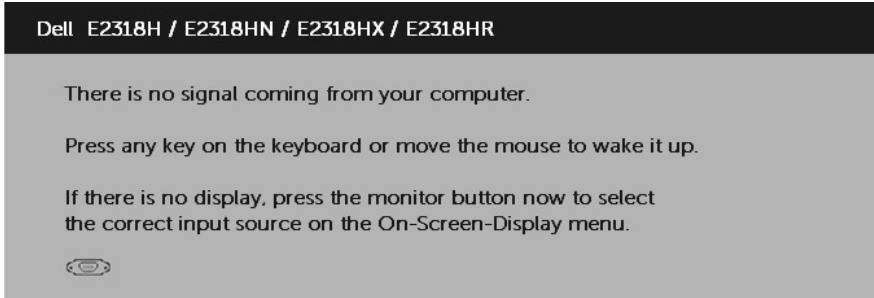 Dell E2318H / E2318HN / E2318HX / E2318HR
There is no signal coming from your computer.
Press any key on the keyboard or move the mouse to wake it up.
If there is no display, press the monitor button now to select
the correct input source on the On-Screen-Display menu.